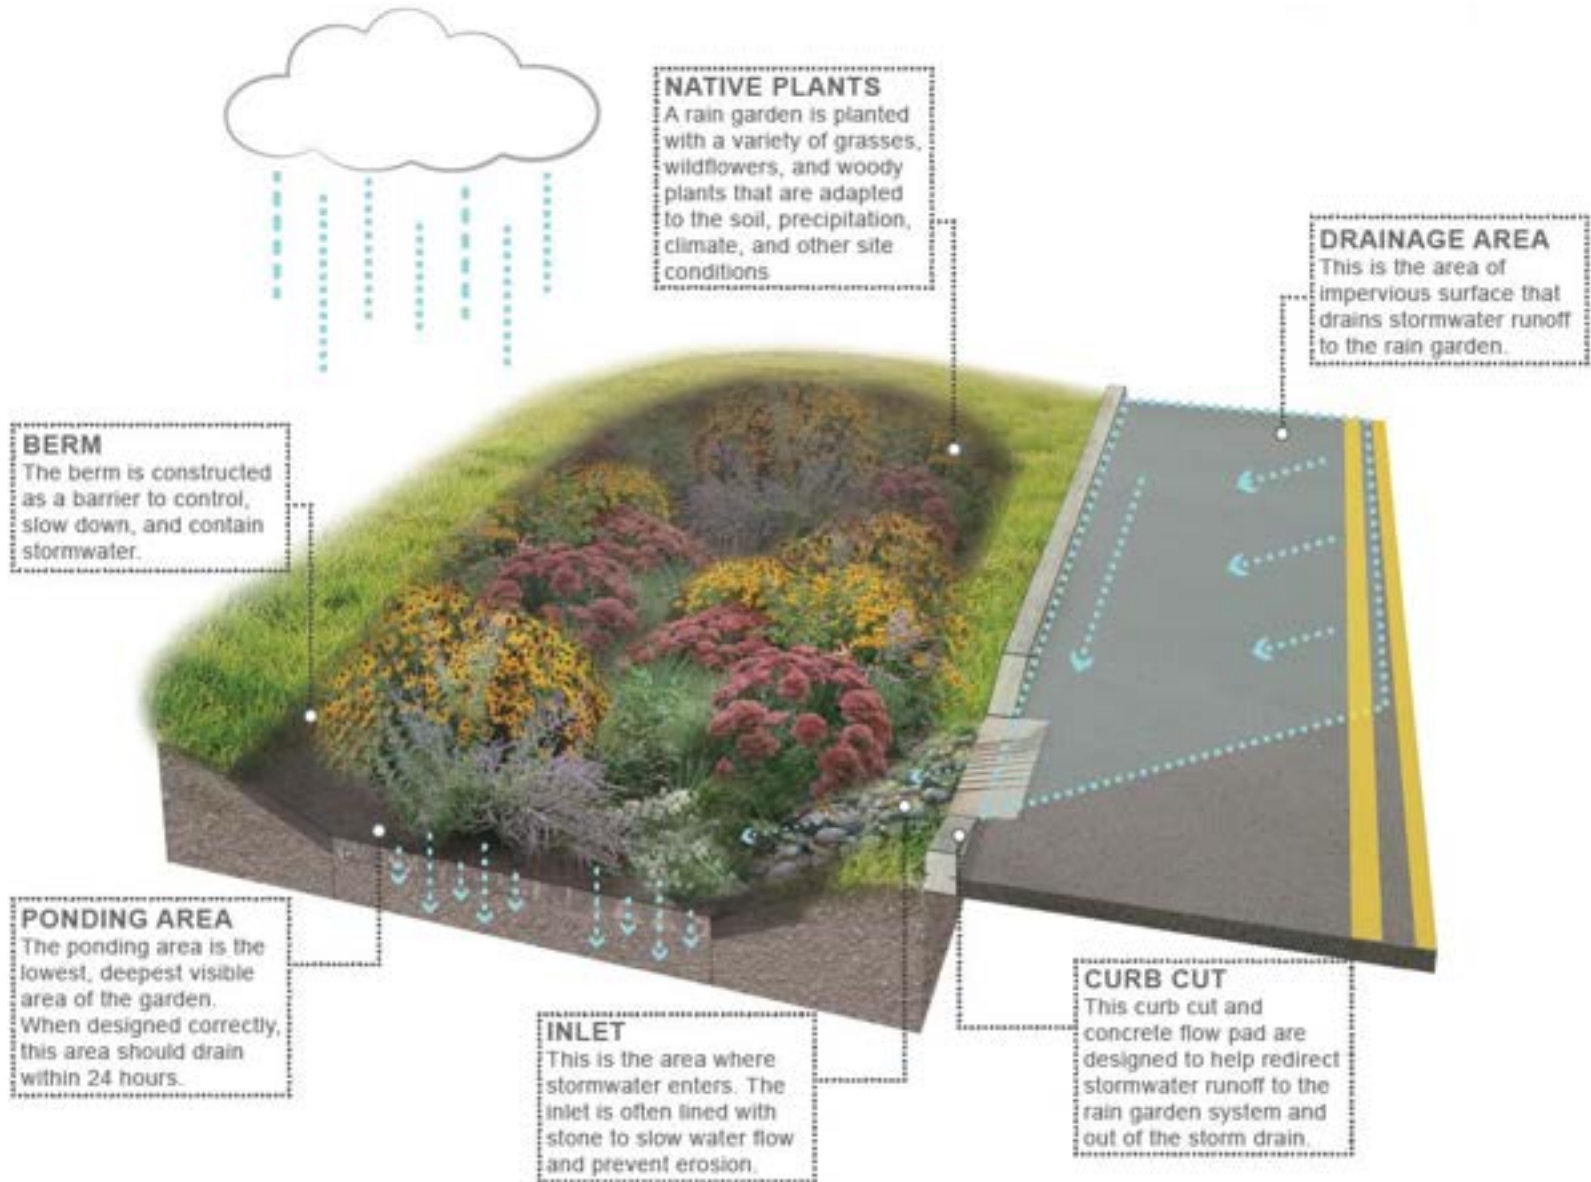 NATIVE PLANTS
A rain garden is planted
with a variety of grasses,
wildflowers, and woody
plants that are adapted
to the soil, precipitation,
climate, and other site
conditions
DRAINAGE AREA
This is the area of
impervious surface that
drains stormwater runoff
to the rain garden.
BERM
The berm is constructed
as a barrier to control,
slow down, and contain
stormwater.
PONDING AREA
The ponding area is the
lowest, deepest visible
area of the garden.
When designed correctly,
this area should drain
within 24 hours.
INLET
This is the area where
stormwater enters. The
inlet is often lined with
stone to slow water flow
and prevent erosion.
CURB CUT
This curb cut and
concrete flow pad are
designed to help redirect
stormwater runoff to the
rain garden system and
out of the storm drain.